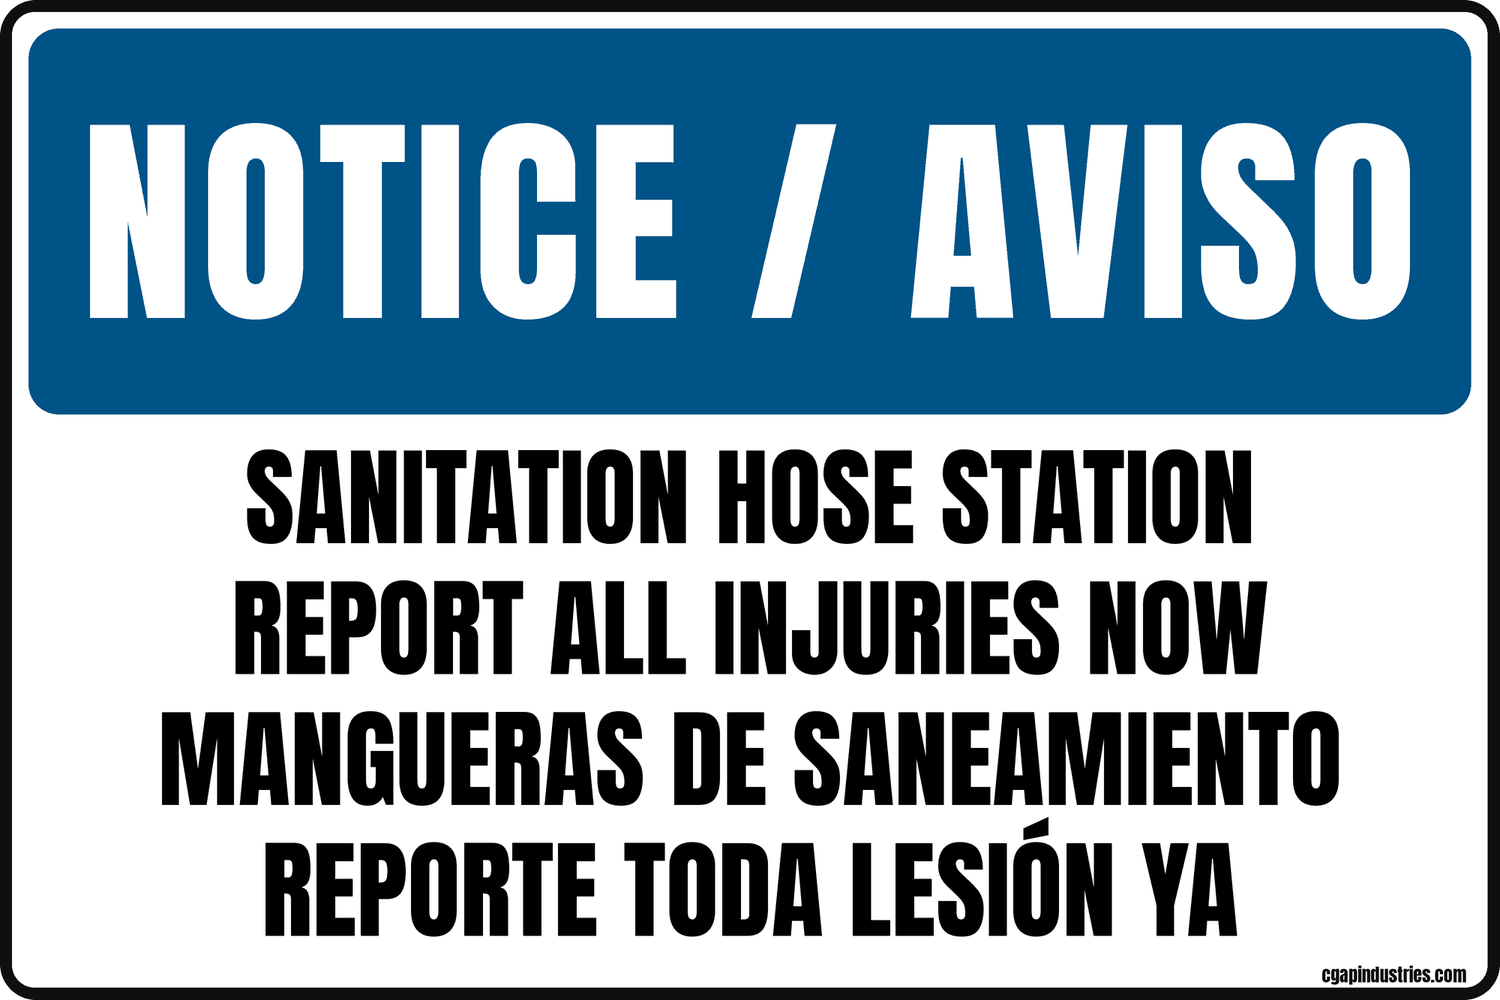 NOTICE / AVISO
SANITATION HOSE STATION
REPORT ALL INJURIES NOW
MANGUERAS DE SANEAMIENTO
REPORTE TODA LESIÓN YA
cgapindustries.com